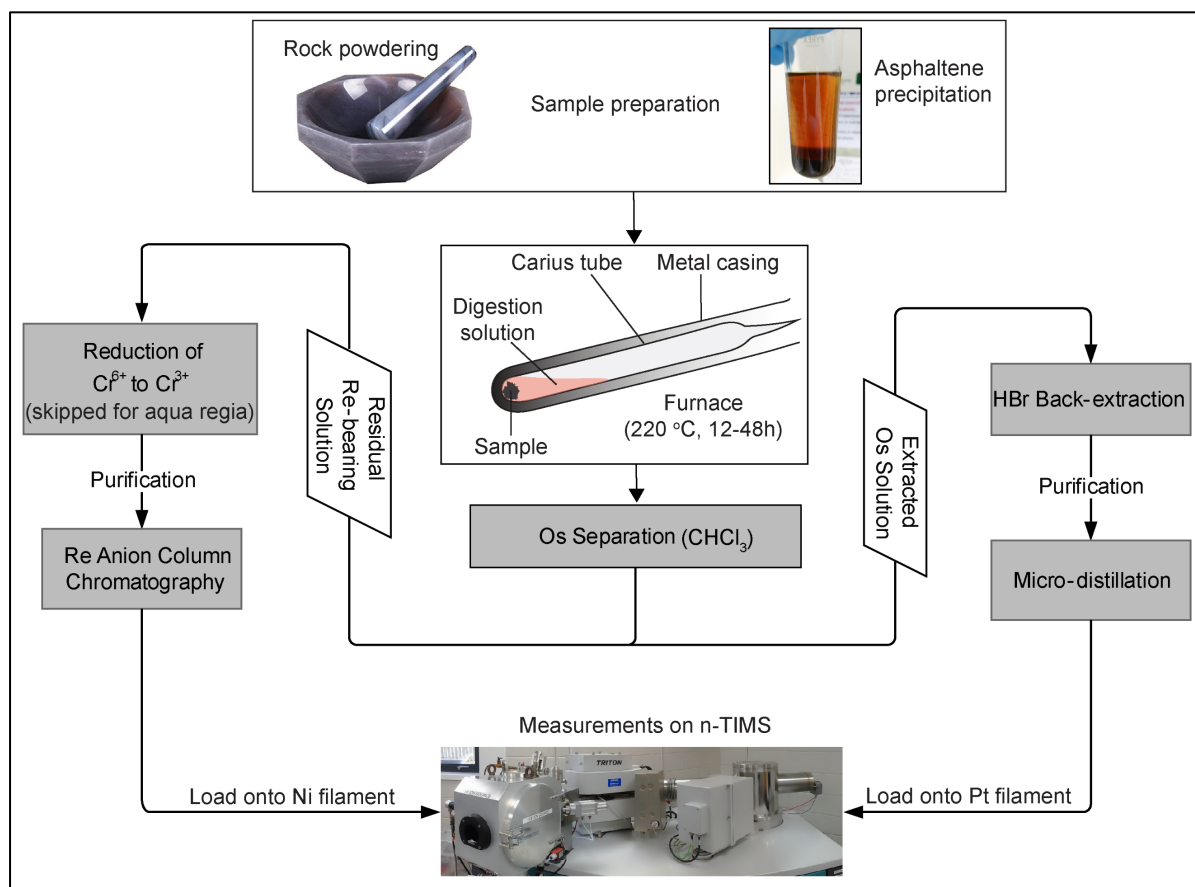 Rock powdering
Sample preparation
Asphaltene
precipitation
Carius tube
Metal casing
Digestion
solution
Sample
Furnace
(220 °C, 12-48h)
Reduction of
Cr⁶⁺ to Cr³⁺
(skipped for aqua regia)
Purification
Re Anion Column
Chromatography
Residual
Re-bearing
Solution
Os Separation (CHCl₃)
Extracted
Os Solution
HBr Back-extraction
Purification
Micro-distillation
Measurements on n-TIMS
TRITON
Load onto Ni filament
Load onto Pt filament